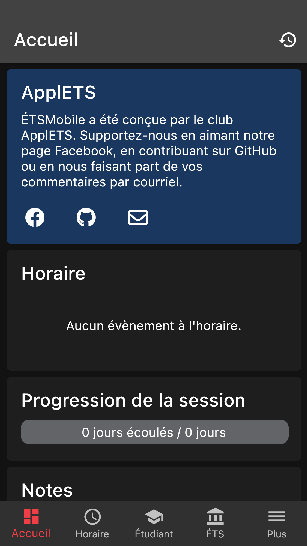 Accueil
ApplETS
ÉTSMobile a été conçue par le club
ApplETS. Supportez-nous en aimant notre
page Facebook, en contribuant sur GitHub
ou en nous faisant part de vos
commentaires par courriel.
Horaire
Aucun évènement à l'horaire.
Progression de la session
0 jours écoulés / 0 jours
Notes
Accueil Horaire Étudiant ÉTS Plus